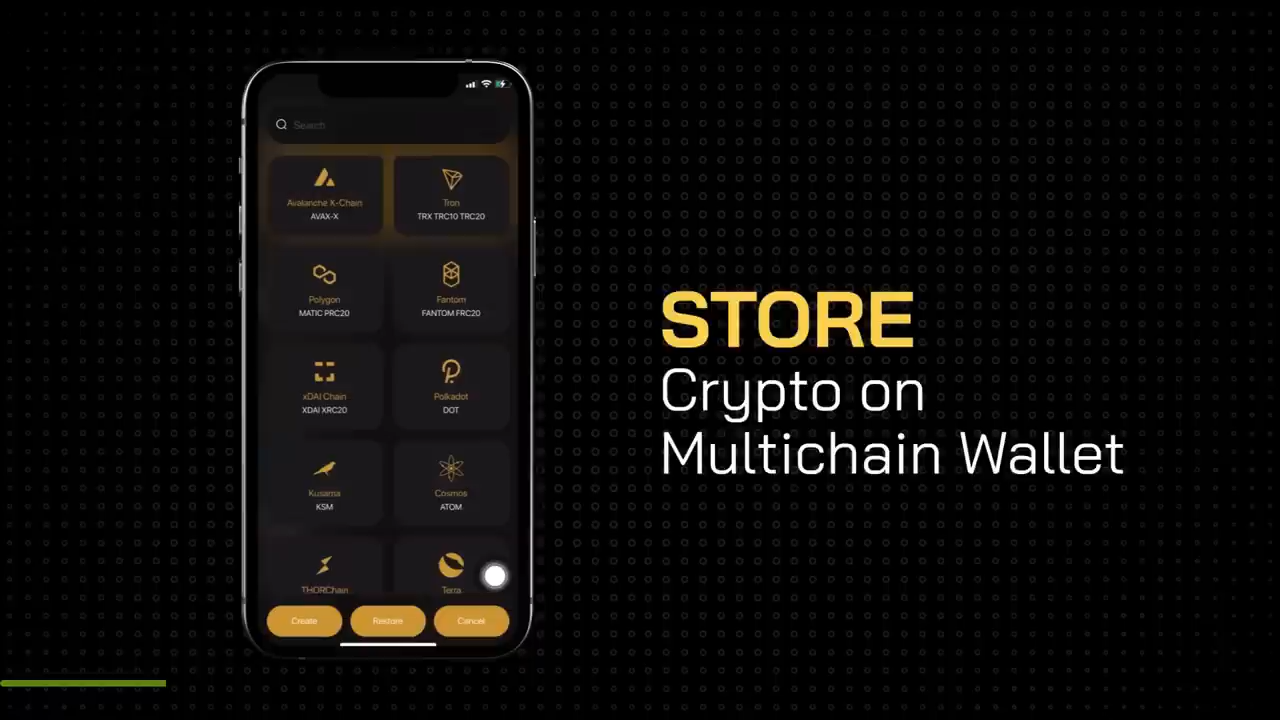 Search
Avalanche X-Chain
AVAX-X
Tron
TRX TRC10 TRC20
Polygon
MATIC PRC20
Fantom
FANTOM FRC20
xDAI Chain
XDAI XRC20
Polkadot
DOT
Kusama
KSM
Cosmos
ATOM
THORChain
Terra
Create
Restore
Cancel
STORE
Crypto on
Multichain Wallet